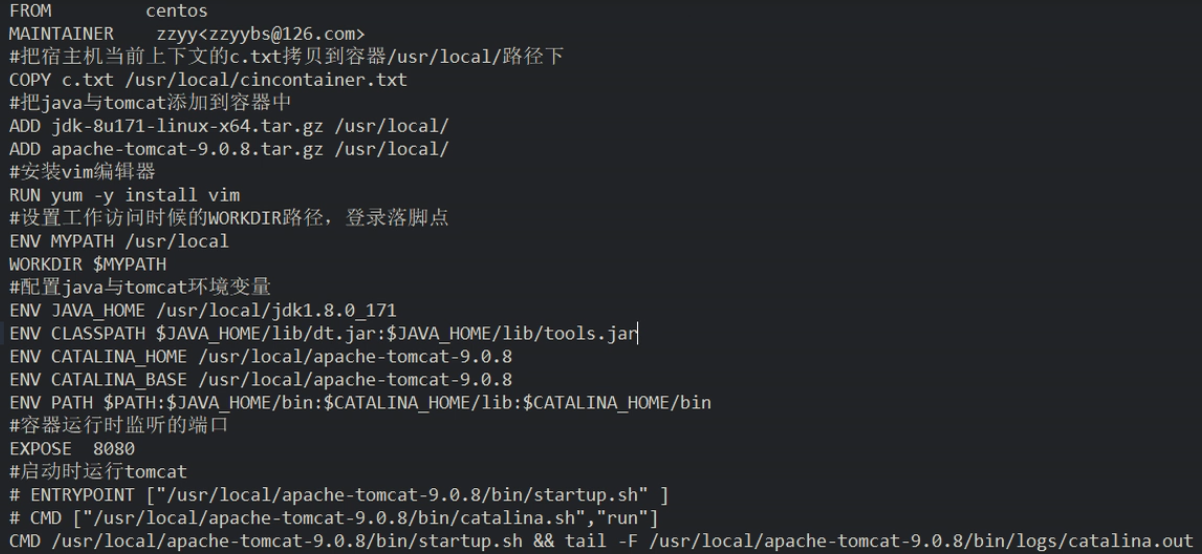 FROM         centos
MAINTAINER    zzyy<zzyybs@126.com>
#把宿主机当前上下文的c.txt拷贝到容器/usr/local/路径下
COPY c.txt /usr/local/cincontainer.txt
#把java与tomcat添加到容器中
ADD jdk-8u171-linux-x64.tar.gz /usr/local/
ADD apache-tomcat-9.0.8.tar.gz /usr/local/
#安装vim编辑器
RUN yum -y install vim
#设置工作访问时候的WORKDIR路径，登录落脚点
ENV MYPATH /usr/local
WORKDIR $MYPATH
#配置java与tomcat环境变量
ENV JAVA_HOME /usr/local/jdk1.8.0_171
ENV CLASSPATH $JAVA_HOME/lib/dt.jar:$JAVA_HOME/lib/tools.jar
ENV CATALINA_HOME /usr/local/apache-tomcat-9.0.8
ENV CATALINA_BASE /usr/local/apache-tomcat-9.0.8
ENV PATH $PATH:$JAVA_HOME/bin:$CATALINA_HOME/lib:$CATALINA_HOME/bin
#容器运行时监听的端口
EXPOSE  8080
#启动时运行tomcat
# ENTRYPOINT ["/usr/local/apache-tomcat-9.0.8/bin/startup.sh" ]
# CMD ["/usr/local/apache-tomcat-9.0.8/bin/catalina.sh","run"]
CMD /usr/local/apache-tomcat-9.0.8/bin/startup.sh && tail -F /usr/local/apache-tomcat-9.0.8/bin/logs/catalina.out